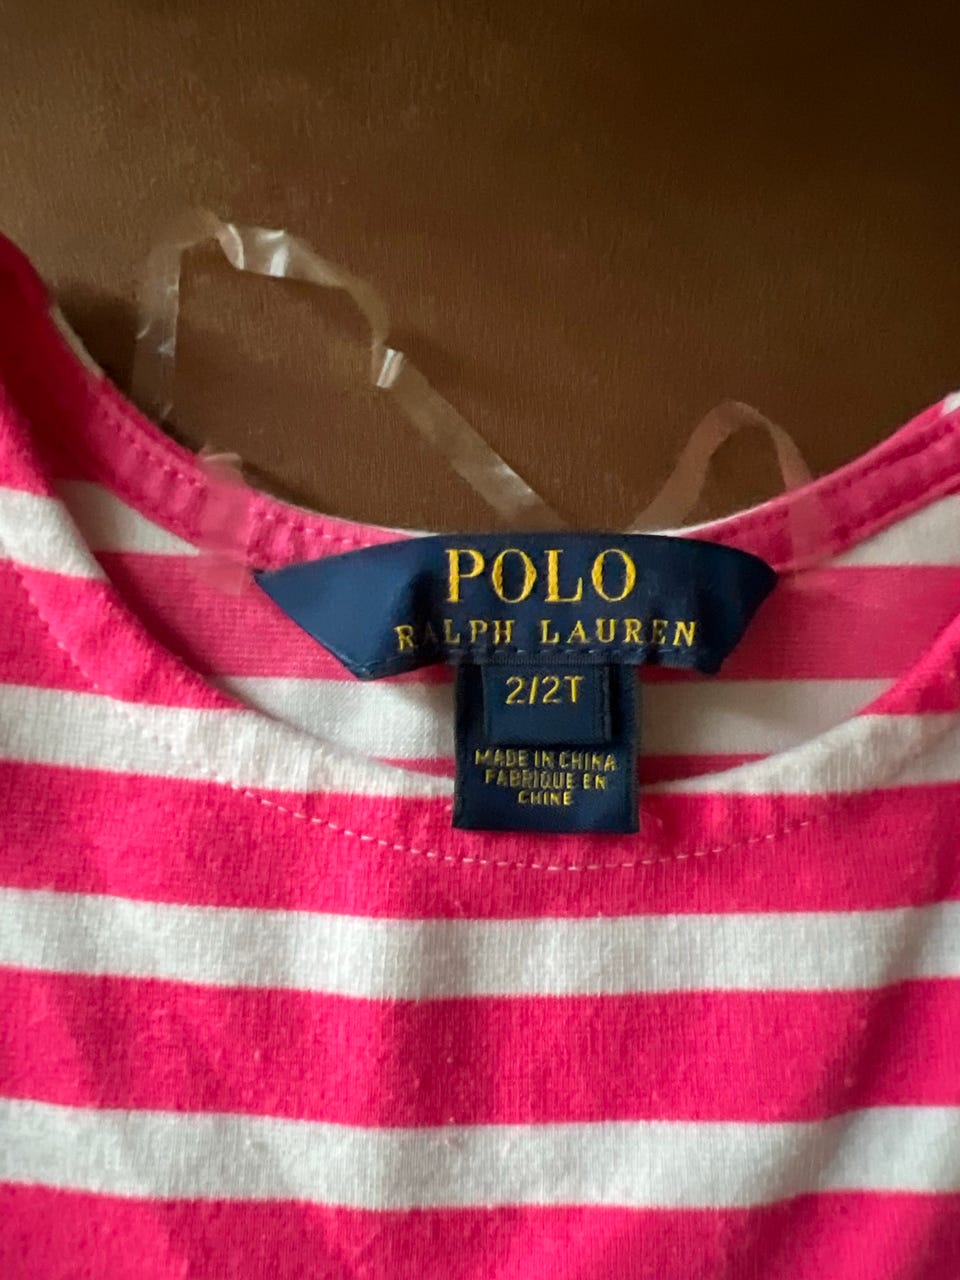 POLO
RALPH LAUREN
2/2T
MADE IN CHINA
FABRIQUE EN
CHINE